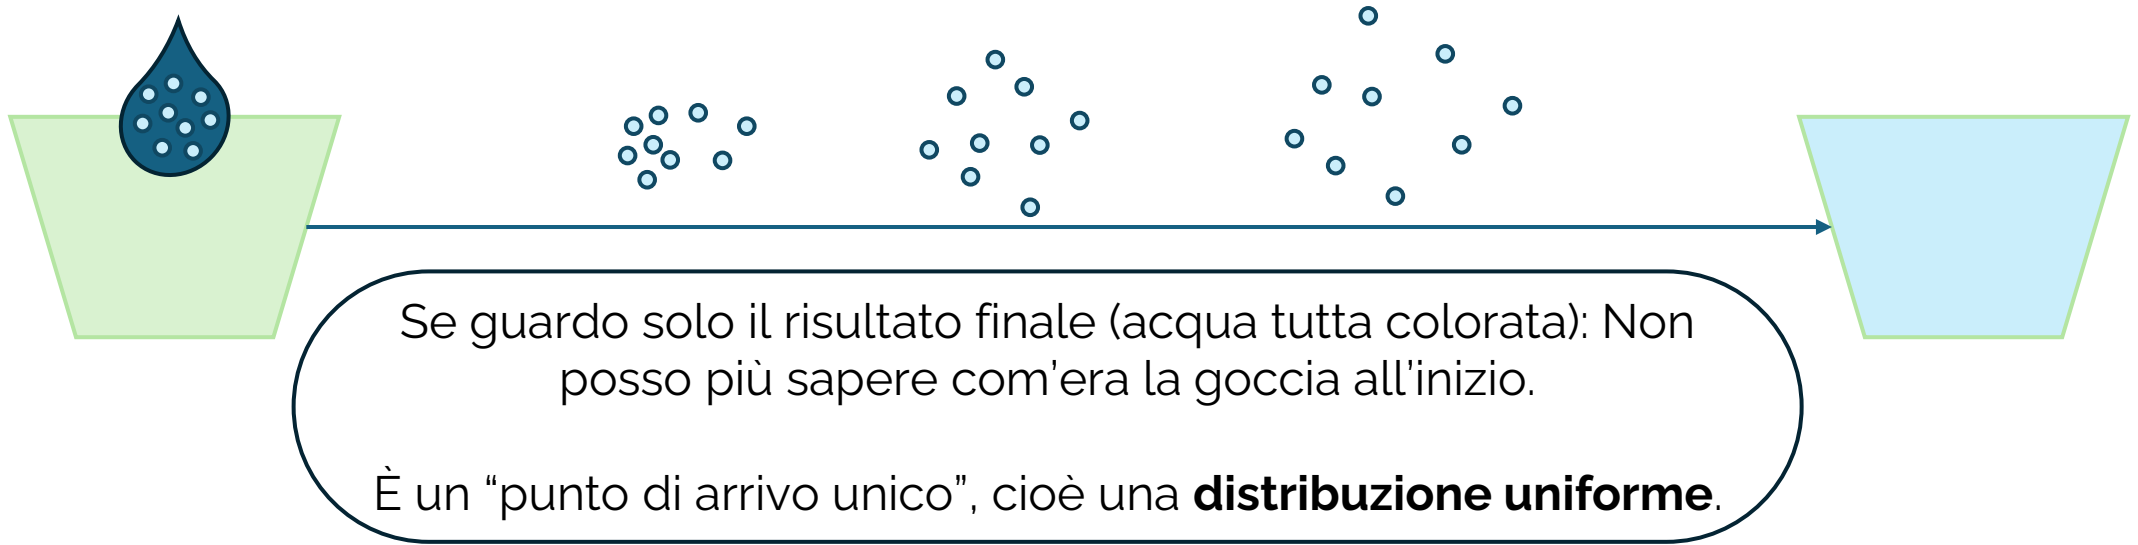 Se guardo solo il risultato finale (acqua tutta colorata): Non
posso più sapere com’era la goccia all’inizio.
È un “punto di arrivo unico”, cioè una distribuzione uniforme.